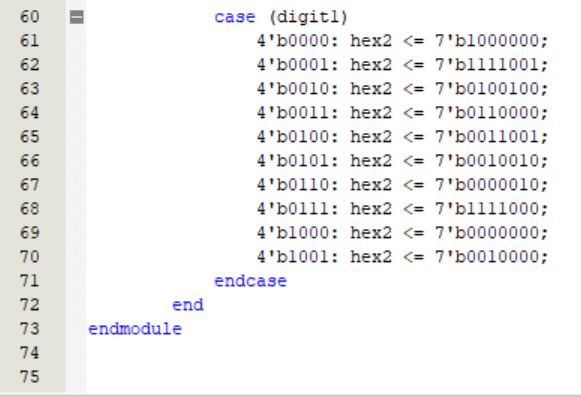 60 case (digit1)
61 4'b0000: hex2 <= 7'b1000000;
62 4'b0001: hex2 <= 7'b1111001;
63 4'b0010: hex2 <= 7'b0100100;
64 4'b0011: hex2 <= 7'b0110000;
65 4'b0100: hex2 <= 7'b0011001;
66 4'b0101: hex2 <= 7'b0010010;
67 4'b0110: hex2 <= 7'b0000010;
68 4'b0111: hex2 <= 7'b1111000;
69 4'b1000: hex2 <= 7'b0000000;
70 4'b1001: hex2 <= 7'b0010000;
71 endcase
72 end
73 endmodule
74
75